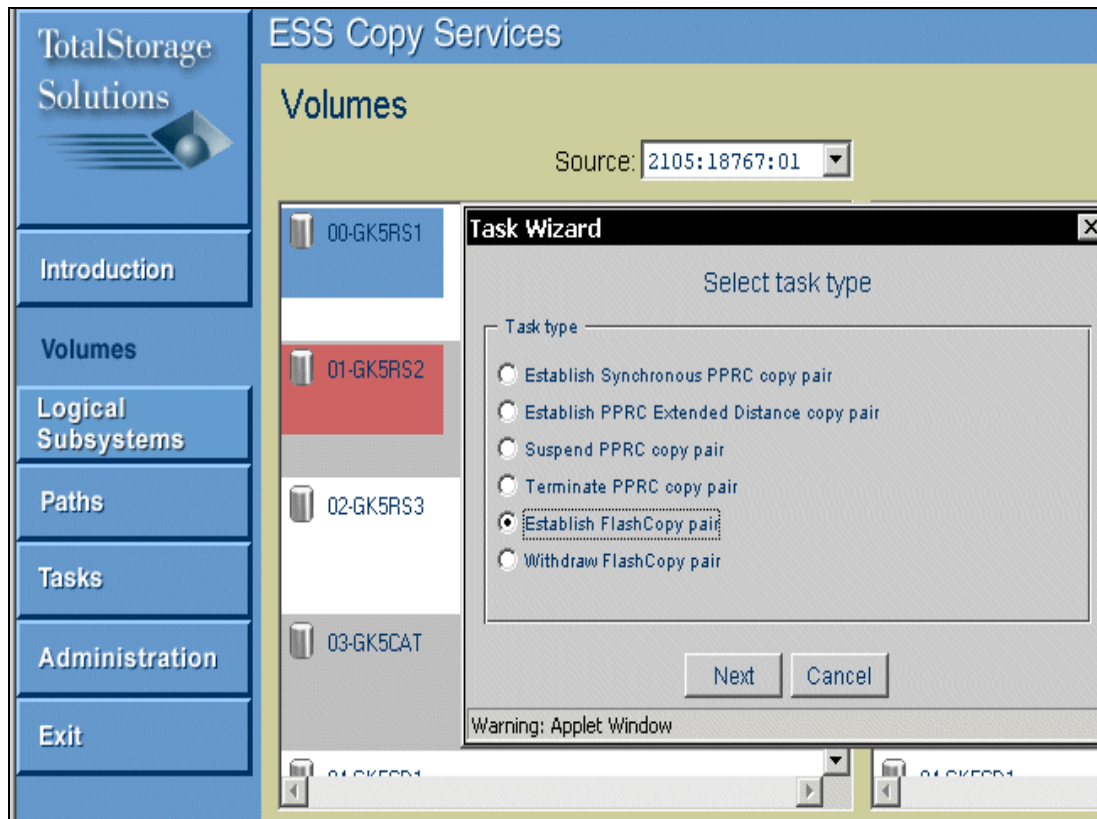 TotalStorage
Solutions
ESS Copy Services
Volumes
Source: 2105:18767:01
Introduction
Volumes
Logical
Subsystems
Paths
Tasks
Administration
Exit
00-GK5RS1
01-GK5RS2
02-GK5RS3
03-GK5CAT
Task Wizard
Select task type
Task type
Establish Synchronous PPRC copy pair
Establish PPRC Extended Distance copy pair
Suspend PPRC copy pair
Terminate PPRC copy pair
Establish FlashCopy pair
Withdraw FlashCopy pair
Next
Cancel
Warning: Applet Window